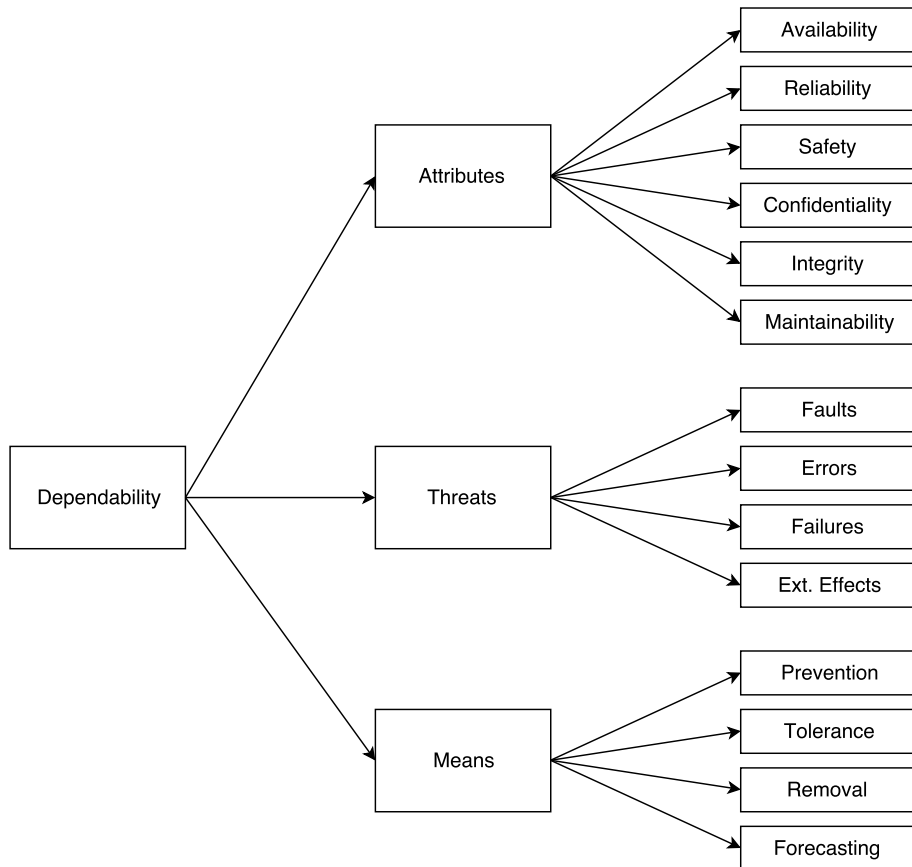 Availability
Reliability
Safety
Attributes
Confidentiality
Integrity
Maintainability
Faults
Errors
Dependability
Threats
Failures
Ext. Effects
Prevention
Tolerance
Means
Removal
Forecasting